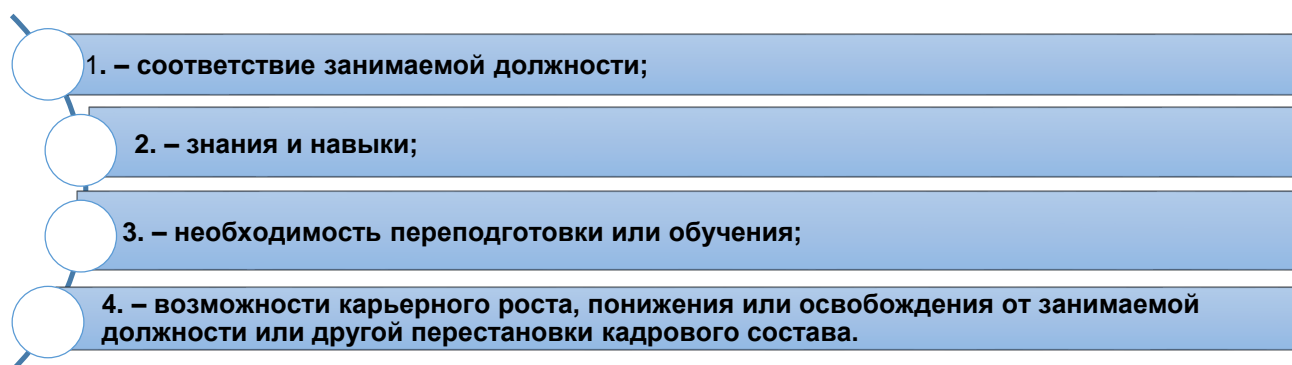 1. – соответствие занимаемой должности;
2. – знания и навыки;
3. – необходимость переподготовки или обучения;
4. – возможности карьерного роста, понижения или освобождения от занимаемой
должности или другой перестановки кадрового состава.